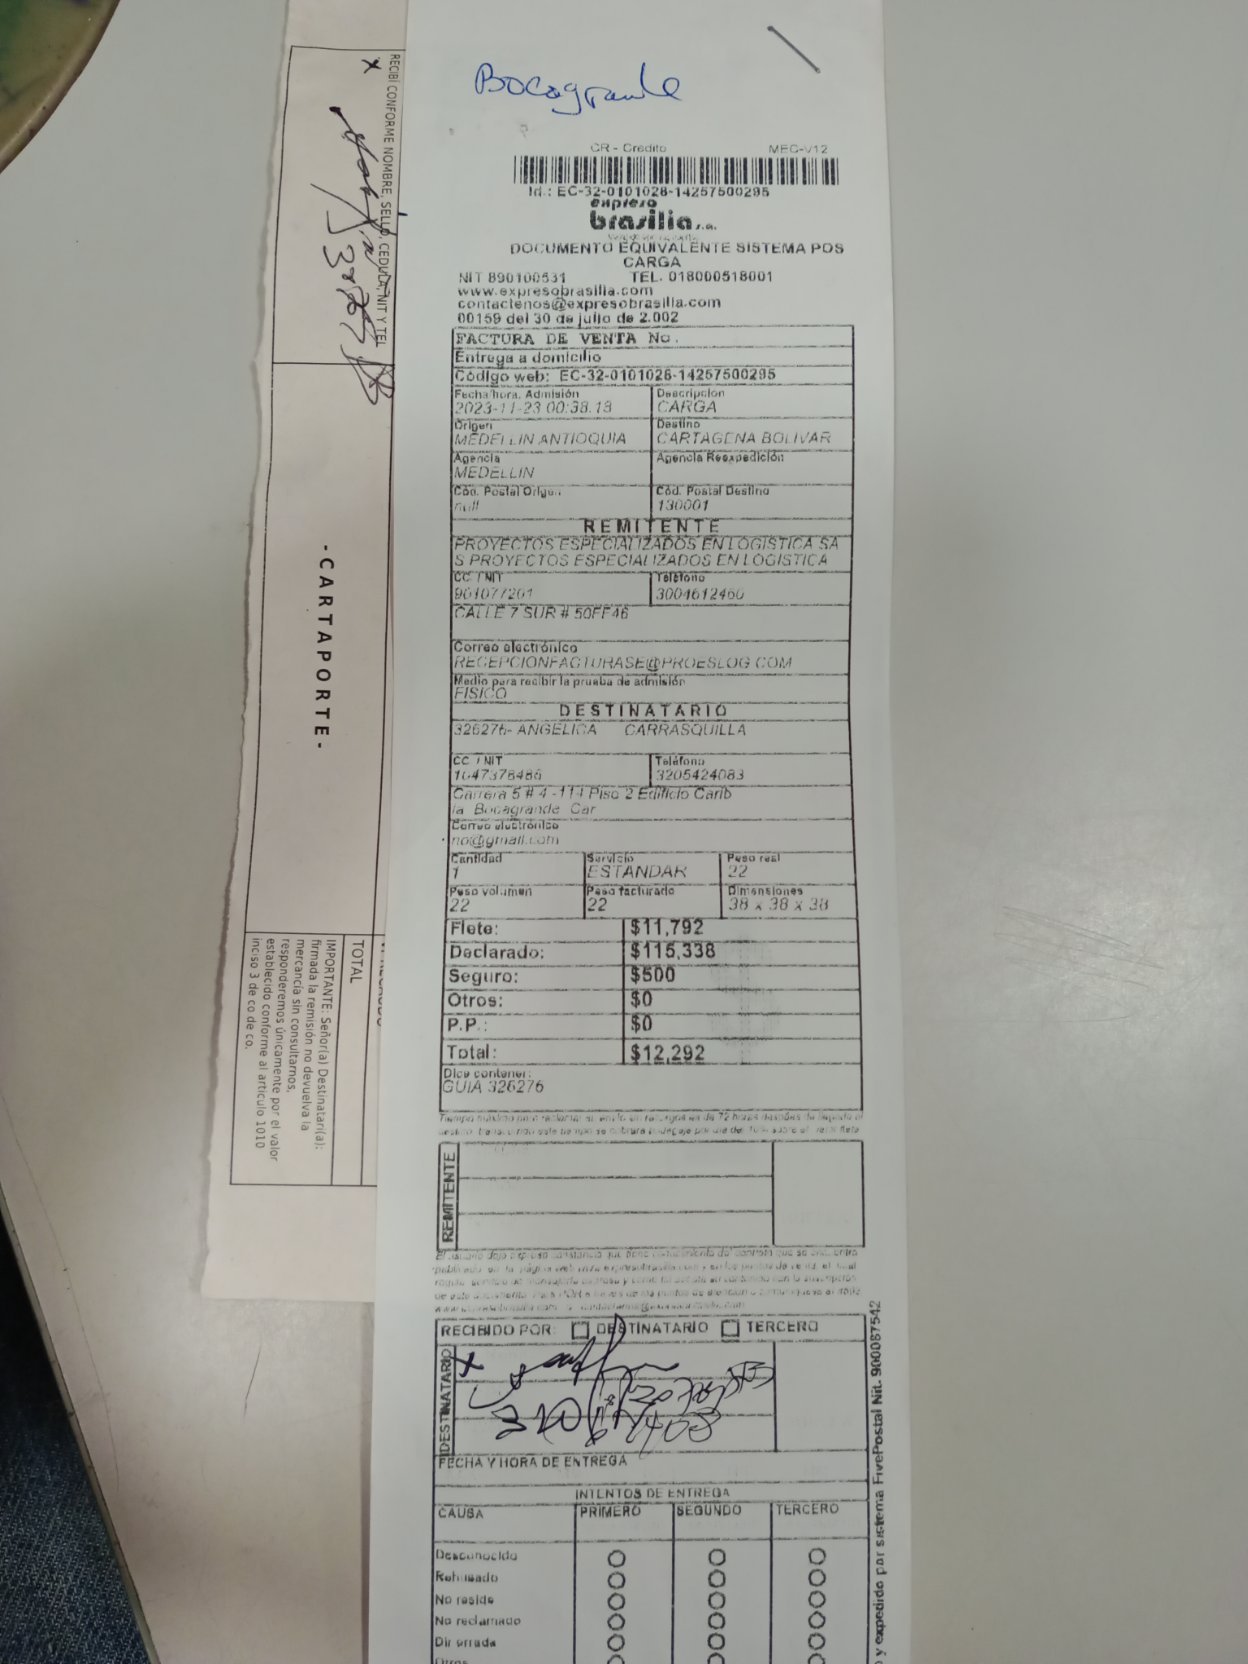 Bocagrande
CR - Credito MEC-V12
Id.: EC-32-0101026-14257500295
expreso
brasilia s.a.
DOCUMENTO EQUIVALENTE SISTEMA POS
CARGA
NIT 890100531 TEL. 018000518001
www.expresobrasilia.com
contactenos@expresobrasilia.com
00159 del 30 de julio de 2.002
FACTURA DE VENTA No.
Entrega a domicilio
Código web: EC-32-0101026-14257500295
Fecha/hora. Admisión Descripción
2023-11-23 00:38.13 CARGA
Origen Destino
MEDELLIN ANTIOQUIA CARTAGENA BOLIVAR
Agencia Agencia Reexpedición
MEDELLIN
Cód. Postal Origen Cód. Postal Destino
null 130001
REMITENTE
PROYECTOS ESPECIALIZADOS EN LOGISTICA SA
S PROYECTOS ESPECIALIZADOS EN LOGISTICA
CC / NIT Teléfono
901077201 3004612460
CALLE 7 SUR # 50FF46
Correo electrónico
RECEPCIONFACTURASE@PROESLOG COM
Medio para recibir la prueba de admisión
FISICO
DESTINATARIO
326276- ANGELICA CARRASQUILLA
CC / NIT Teléfono
1047378486 3205424083
Carrera 5 # 4 -114 Piso 2 Edificio Carib
ia Bocagrande Car
Correo electrónico
no@gmail.com
Cantidad Servicio Peso real
1 ESTANDAR 22
Peso volumen Peso facturado Dimensiones
22 22 38 x 38 x 38
Flete: $11,792
Declarado: $115,338
Seguro: $500
Otros: $0
P.P.: $0
Total: $12,292
Dice contener:
GUIA 326276
REMITENTE
RECIBIDO POR: DESTINATARIO TERCERO
DESTINATARIO
X
FECHA Y HORA DE ENTREGA
INTENTOS DE ENTREGA
CAUSA PRIMERO SEGUNDO TERCERO
Desconocido
Rehusado
No reside
No reclamado
Dir errada
Otros
o y expedido por sistema FivePostal Nit. 900087542
RECIBÍ CONFORME NOMBRE, SELLO, CEDULA, NIT Y TEL
X
-CARTAPORTE-
TOTAL
IMPORTANTE: Señor(a) Destinatari(a):
firmada la remisión no devuelva la
mercancía sin consultarnos,
responderemos únicamente por el valor
establecido conforme al artículo 1010
inciso 3 de co de co.